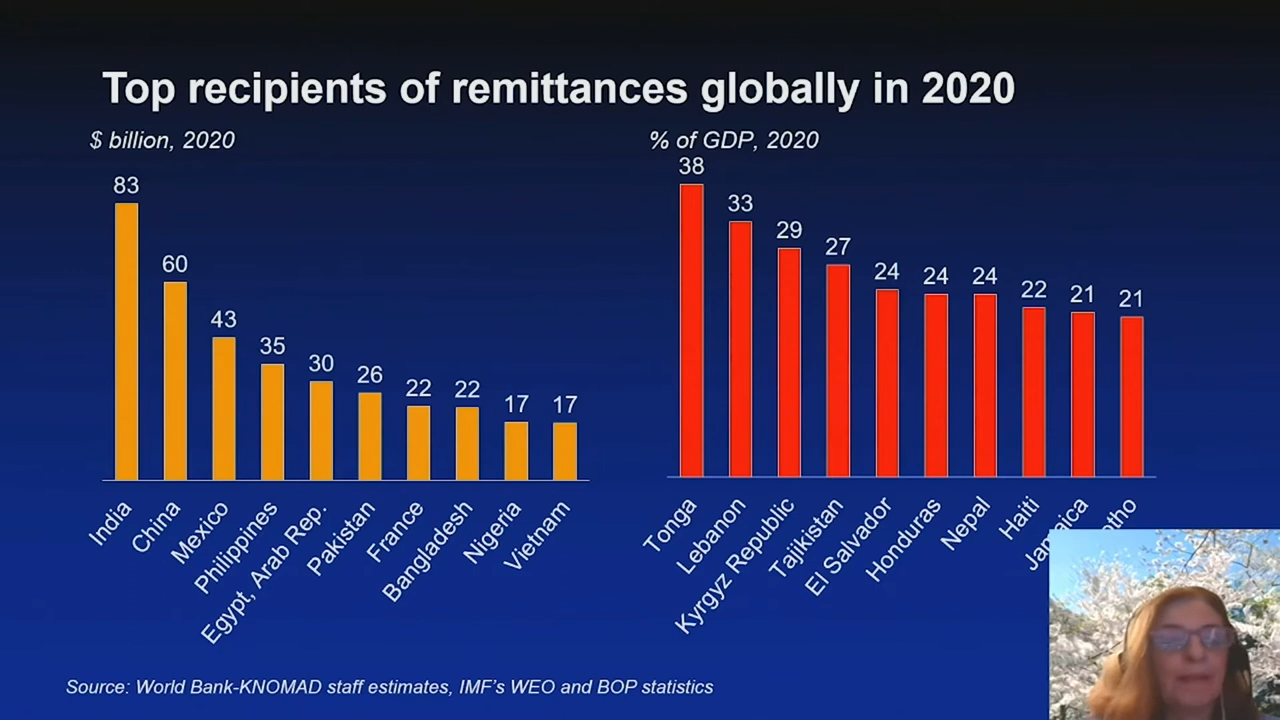 Top recipients of remittances globally in 2020
$ billion, 2020
83
60
43
35
30
26
22
22
17
17
India
China
Mexico
Philippines
Egypt, Arab Rep.
Pakistan
France
Bangladesh
Nigeria
Vietnam
% of GDP, 2020
38
33
29
27
24
24
24
22
21
21
Tonga
Lebanon
Kyrgyz Republic
Tajikistan
El Salvador
Honduras
Nepal
Haiti
Source: World Bank-KNOMAD staff estimates, IMF's WEO and BOP statistics